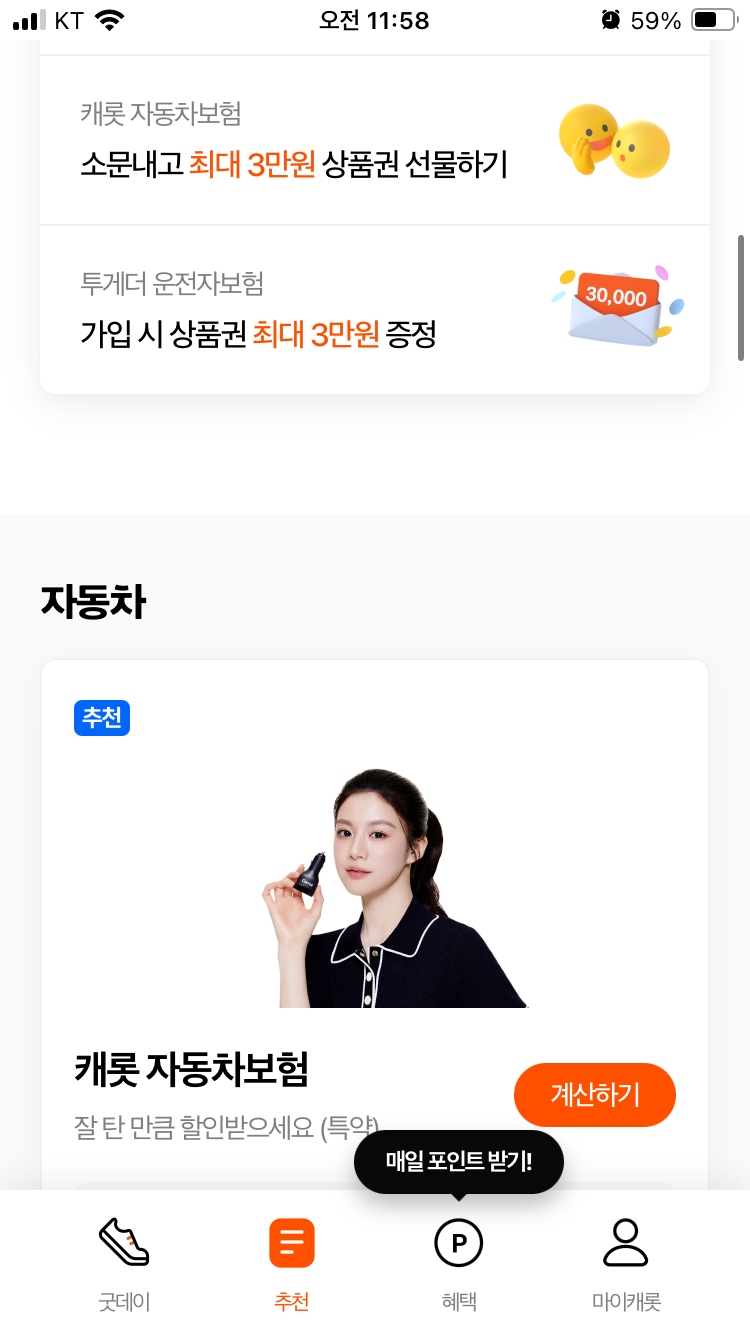 KT
오전 11:58
59%
캐롯 자동차보험
소문내고 최대 3만원 상품권 선물하기
투게더 운전자보험
가입 시 상품권 최대 3만원 증정
30,000
자동차
추천
캐롯 자동차보험
계산하기
잘 탄 만큼 할인받으세요 (특약)
매일 포인트 받기!
P
굿데이
추천
혜택
마이캐롯